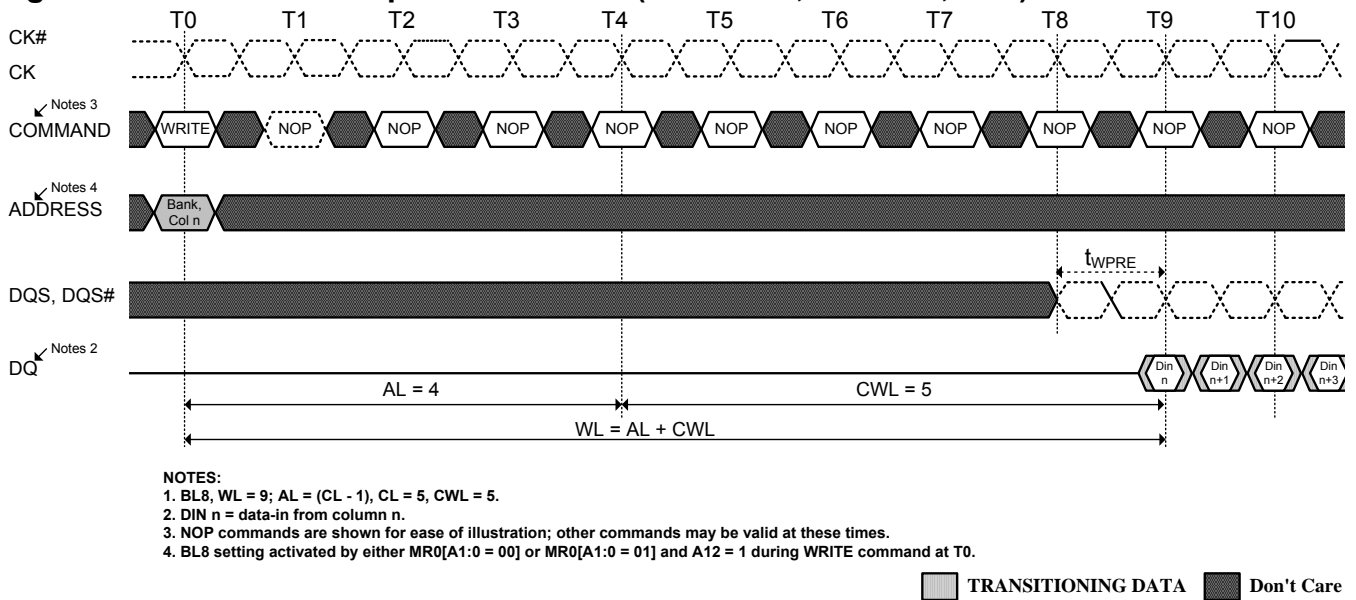 T0 T1 T2 T3 T4 T5 T6 T7 T8 T9 T10
CK#
CK
Notes 3
COMMAND WRITE NOP NOP NOP NOP NOP NOP NOP NOP NOP NOP
Notes 4
ADDRESS
Bank,
Col n
tWPRE
DQS, DQS#
Notes 2
DQ
Din Din Din Din
n n+1 n+2 n+3
AL = 4 CWL = 5
WL = AL + CWL
NOTES:
1. BL8, WL = 9; AL = (CL - 1), CL = 5, CWL = 5.
2. DIN n = data-in from column n.
3. NOP commands are shown for ease of illustration; other commands may be valid at these times.
4. BL8 setting activated by either MR0[A1:0 = 00] or MR0[A1:0 = 01] and A12 = 1 during WRITE command at T0.
TRANSITIONING DATA Don't Care